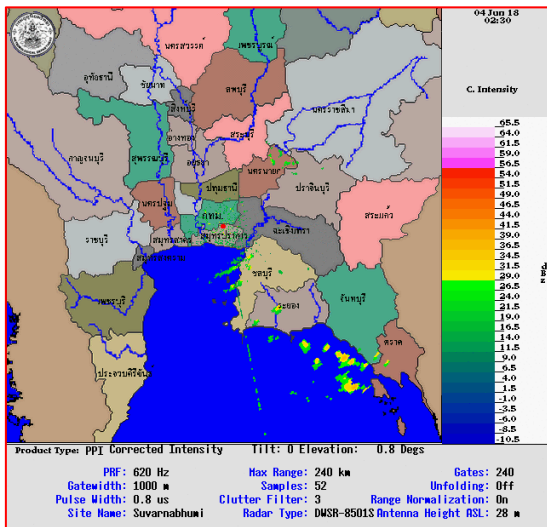 04 Jun 18
02:30
C. Intensity
65.5
64.0
61.0
57.0
56.5
54.0
51.5
49.0
46.5
44.0
41.5
39.0
36.5
34.0
31.5
29.0
26.5
24.0
19.0
16.5
14.0
11.5
9.0
6.5
4.0
1.5
-1.0
-3.5
-6.0
-8.5
-10.5
นครสวรรค์
เพชรบูรณ์
อุทัยธานี
ชัยนาท
ลพบุรี
สิงห์บุรี
นครราชสีมา
อ่างทอง
สระบุรี
กาญจนบุรี
สุพรรณบุรี
อยุธยา
นครนายก
ปทุมธานี
ปราจีนบุรี
นครปฐม
กทม.
สระแก้ว
ราชบุรี
สมุทรสาคร
สมุทรปราการ
ฉะเชิงเทรา
สมุทรสงคราม
ชลบุรี
เพชรบุรี
ระยอง
จันทบุรี
ตราด
ประจวบคีรีขันธ์
Product Type: PPI Corrected Intensity Tilt: 0 Elevation: 0.8 Degs
PRF: 620 Hz Max Range: 240 km Gates: 240
Gatewidth: 1000 m Samples: 52 Unfolding: Off
Pulse Width: 0.8 us Clutter Filter: 3 Range Normalization: On
Site Name: Suvarnabhumi Radar Type: DWSR-8501S Antenna Height ASL: 28 m